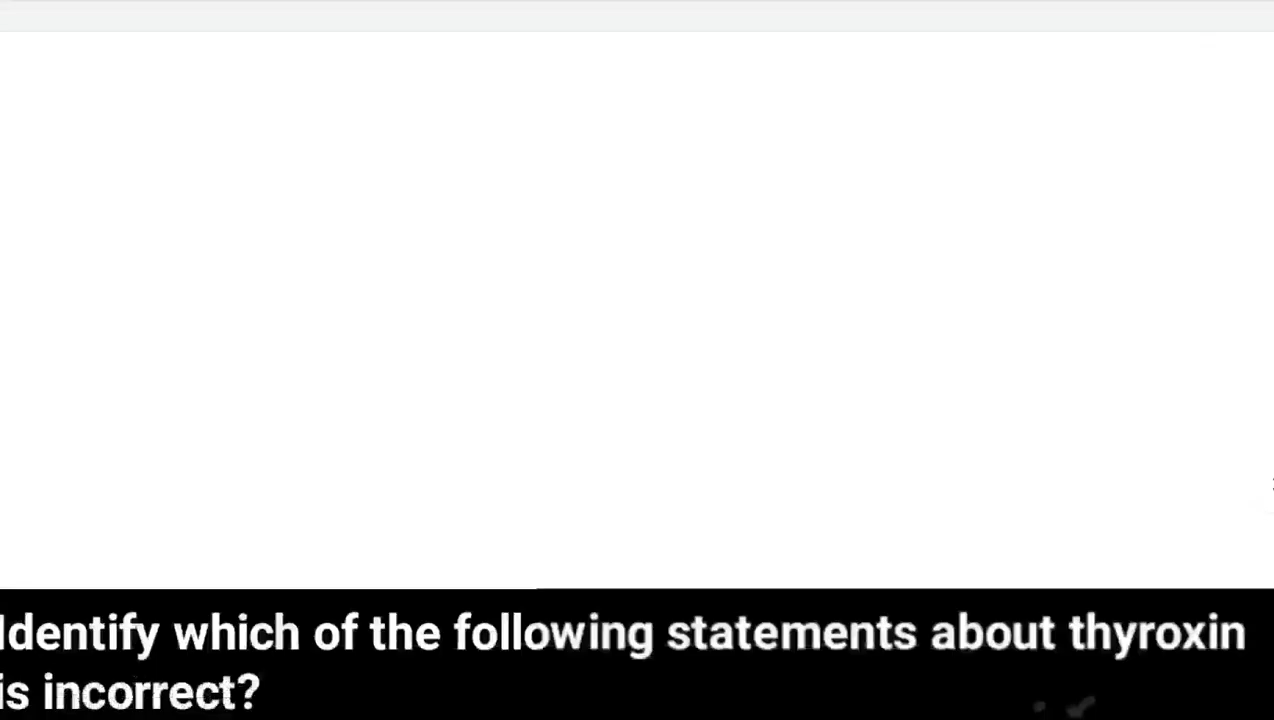 Identify which of the following statements about thyroxin
is incorrect?